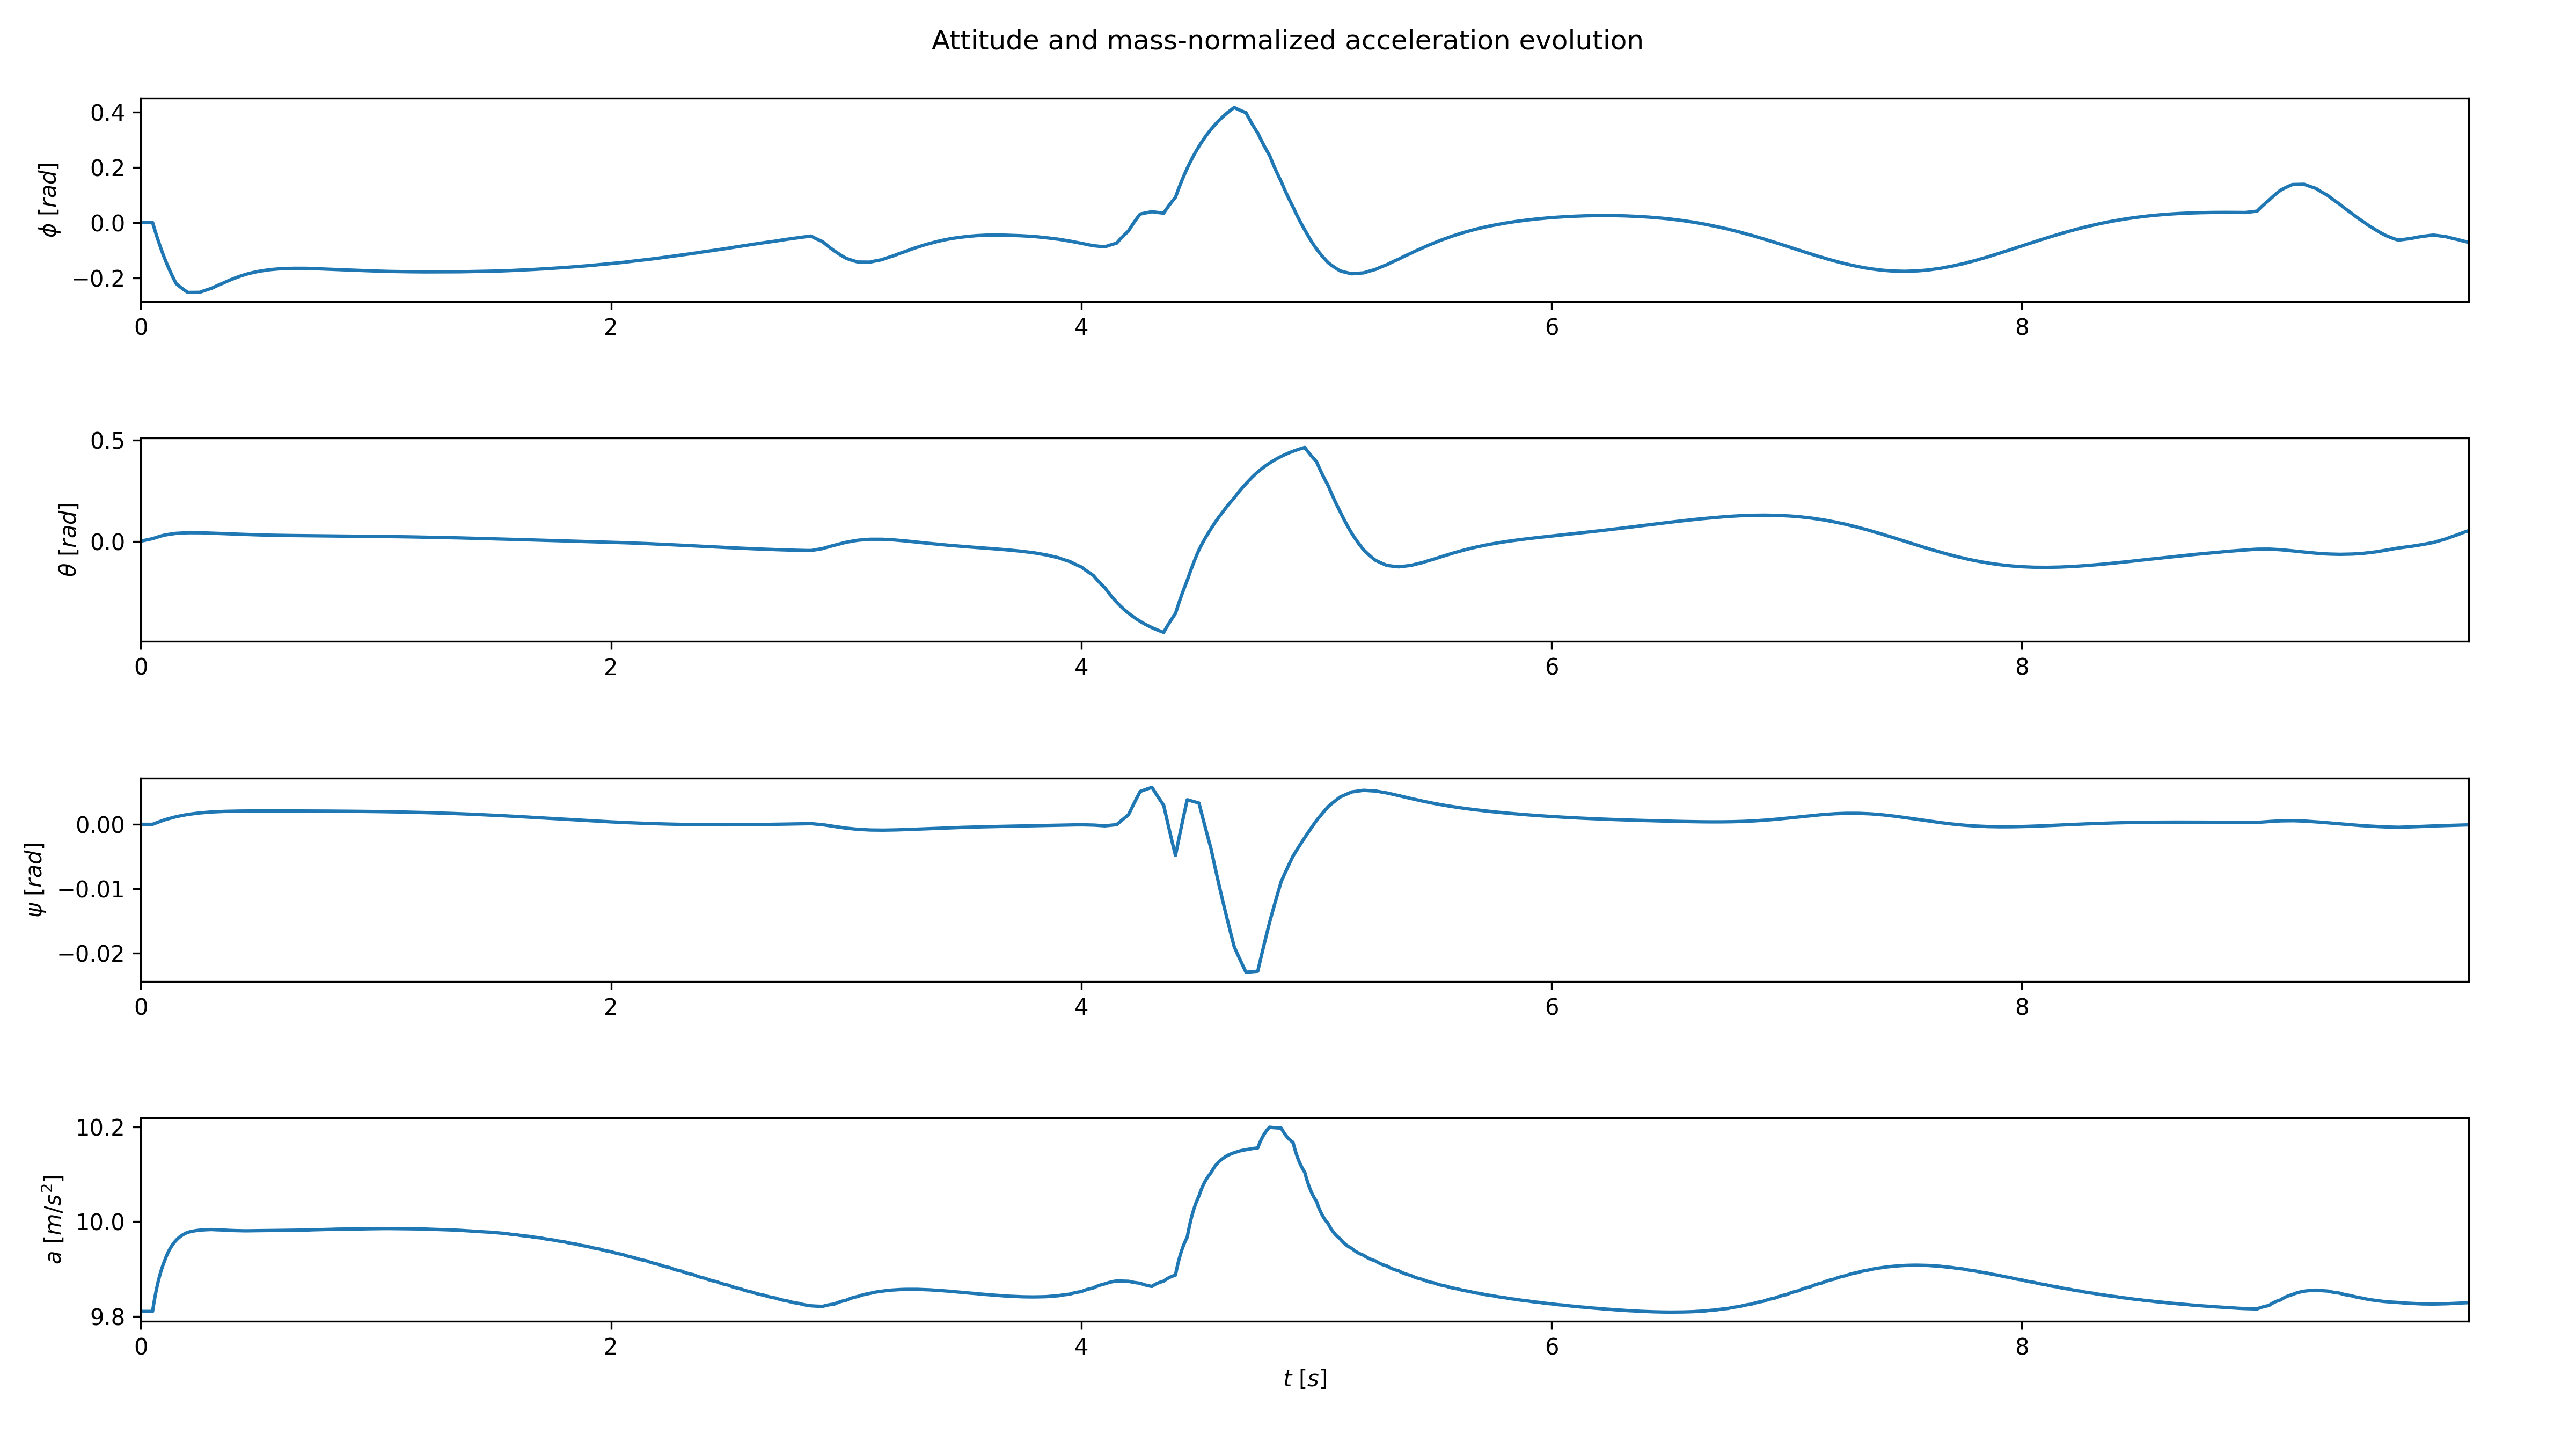 Attitude and mass-normalized acceleration evolution
ϕ [rad]
0.4
0.2
0.0
−0.2
0 2 4 6 8
θ [rad]
0.5
0.0
0 2 4 6 8
ψ [rad]
0.00
−0.01
−0.02
0 2 4 6 8
a [m/s²]
10.2
10.0
9.8
0 2 4 6 8
t [s]